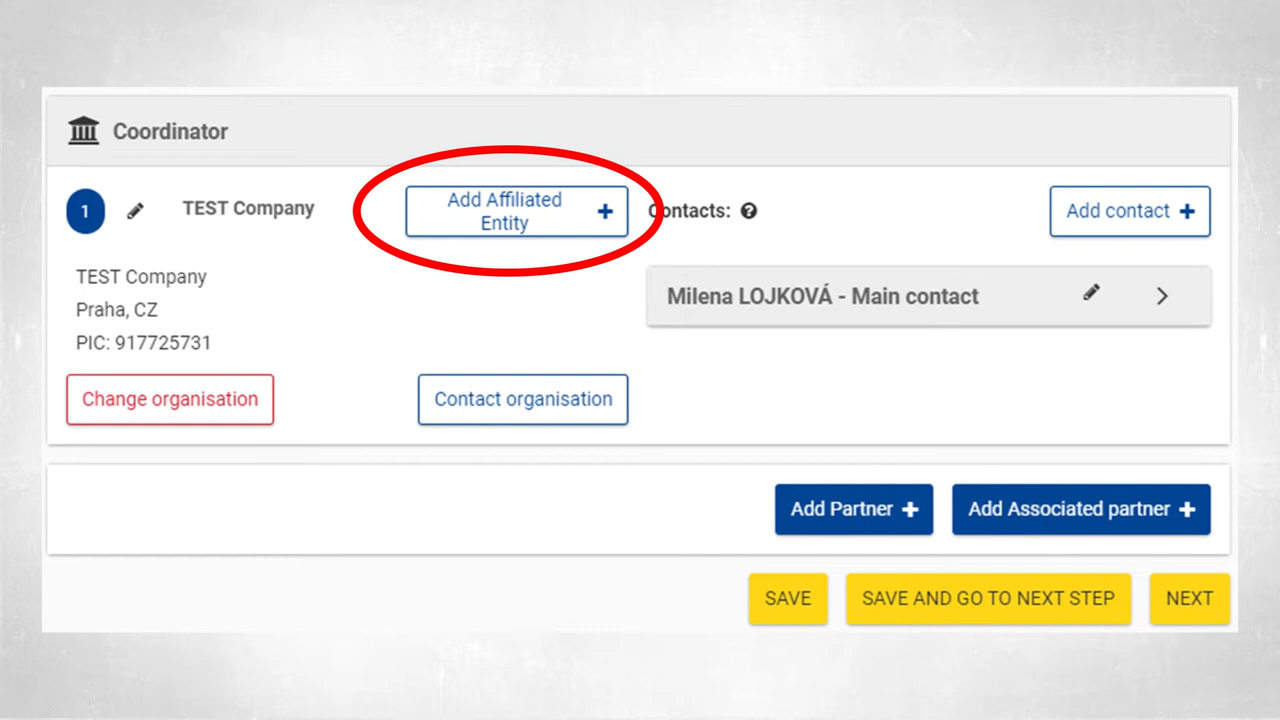 Coordinator
1
TEST Company
Add Affiliated
Entity
Contacts:
Add contact
TEST Company
Praha, CZ
PIC: 917725731
Milena LOJKOVÁ - Main contact
Change organisation
Contact organisation
Add Partner
Add Associated partner
SAVE
SAVE AND GO TO NEXT STEP
NEXT